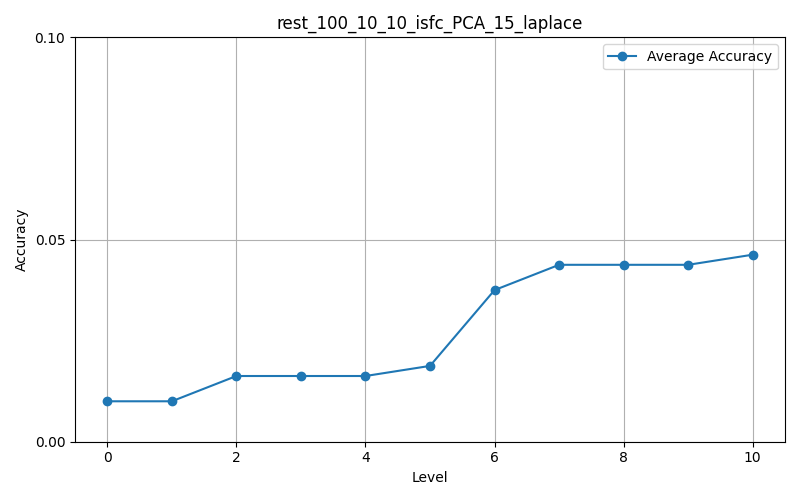 rest_100_10_10_isfc_PCA_15_laplace
Average Accuracy
0.10
0.05
0.00
Accuracy
0 2 4 6 8 10
Level